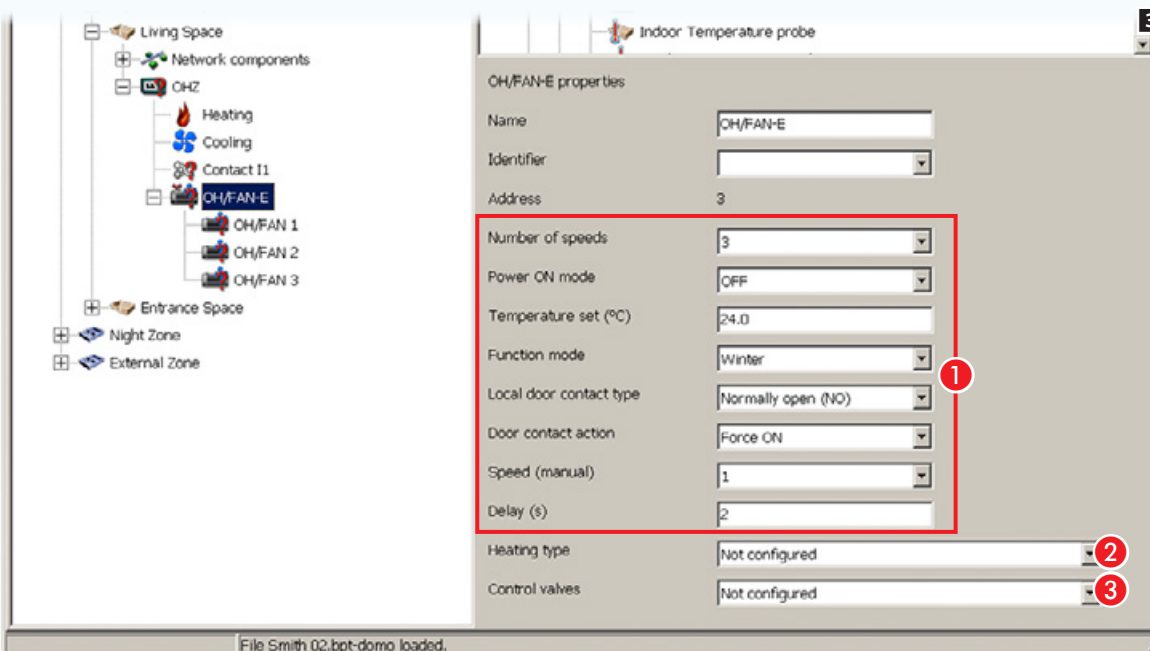 Living Space
Network components
OHZ
Heating
Cooling
Contact I1
OH/FAN-E
OH/FAN 1
OH/FAN 2
OH/FAN 3
Entrance Space
Night Zone
External Zone
Indoor Temperature probe
3
OH/FAN-E properties
Name OH/FAN-E
Identifier
Address 3
Number of speeds 3
Power ON mode OFF
Temperature set (ºC) 24.0
Function mode Winter
1
Local door contact type Normally open (NO)
Door contact action Force ON
Speed (manual) 1
Delay (s) 2
Heating type Not configured 2
Control valves Not configured 3
File Smith 02.bpt-domo loaded.